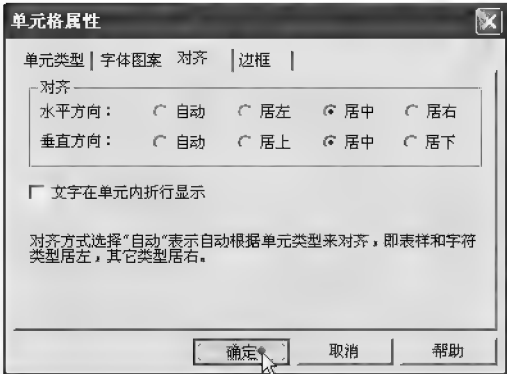 单元格属性
单元类型 字体图案 对齐 边框
对齐
水平方向： 自动 居左 居中 居右
垂直方向： 自动 居上 居中 居下
文字在单元内折行显示
对齐方式选择“自动”表示自动根据单元类型来对齐，即表样和字符
类型居左，其它类型居右。
确定 取消 帮助